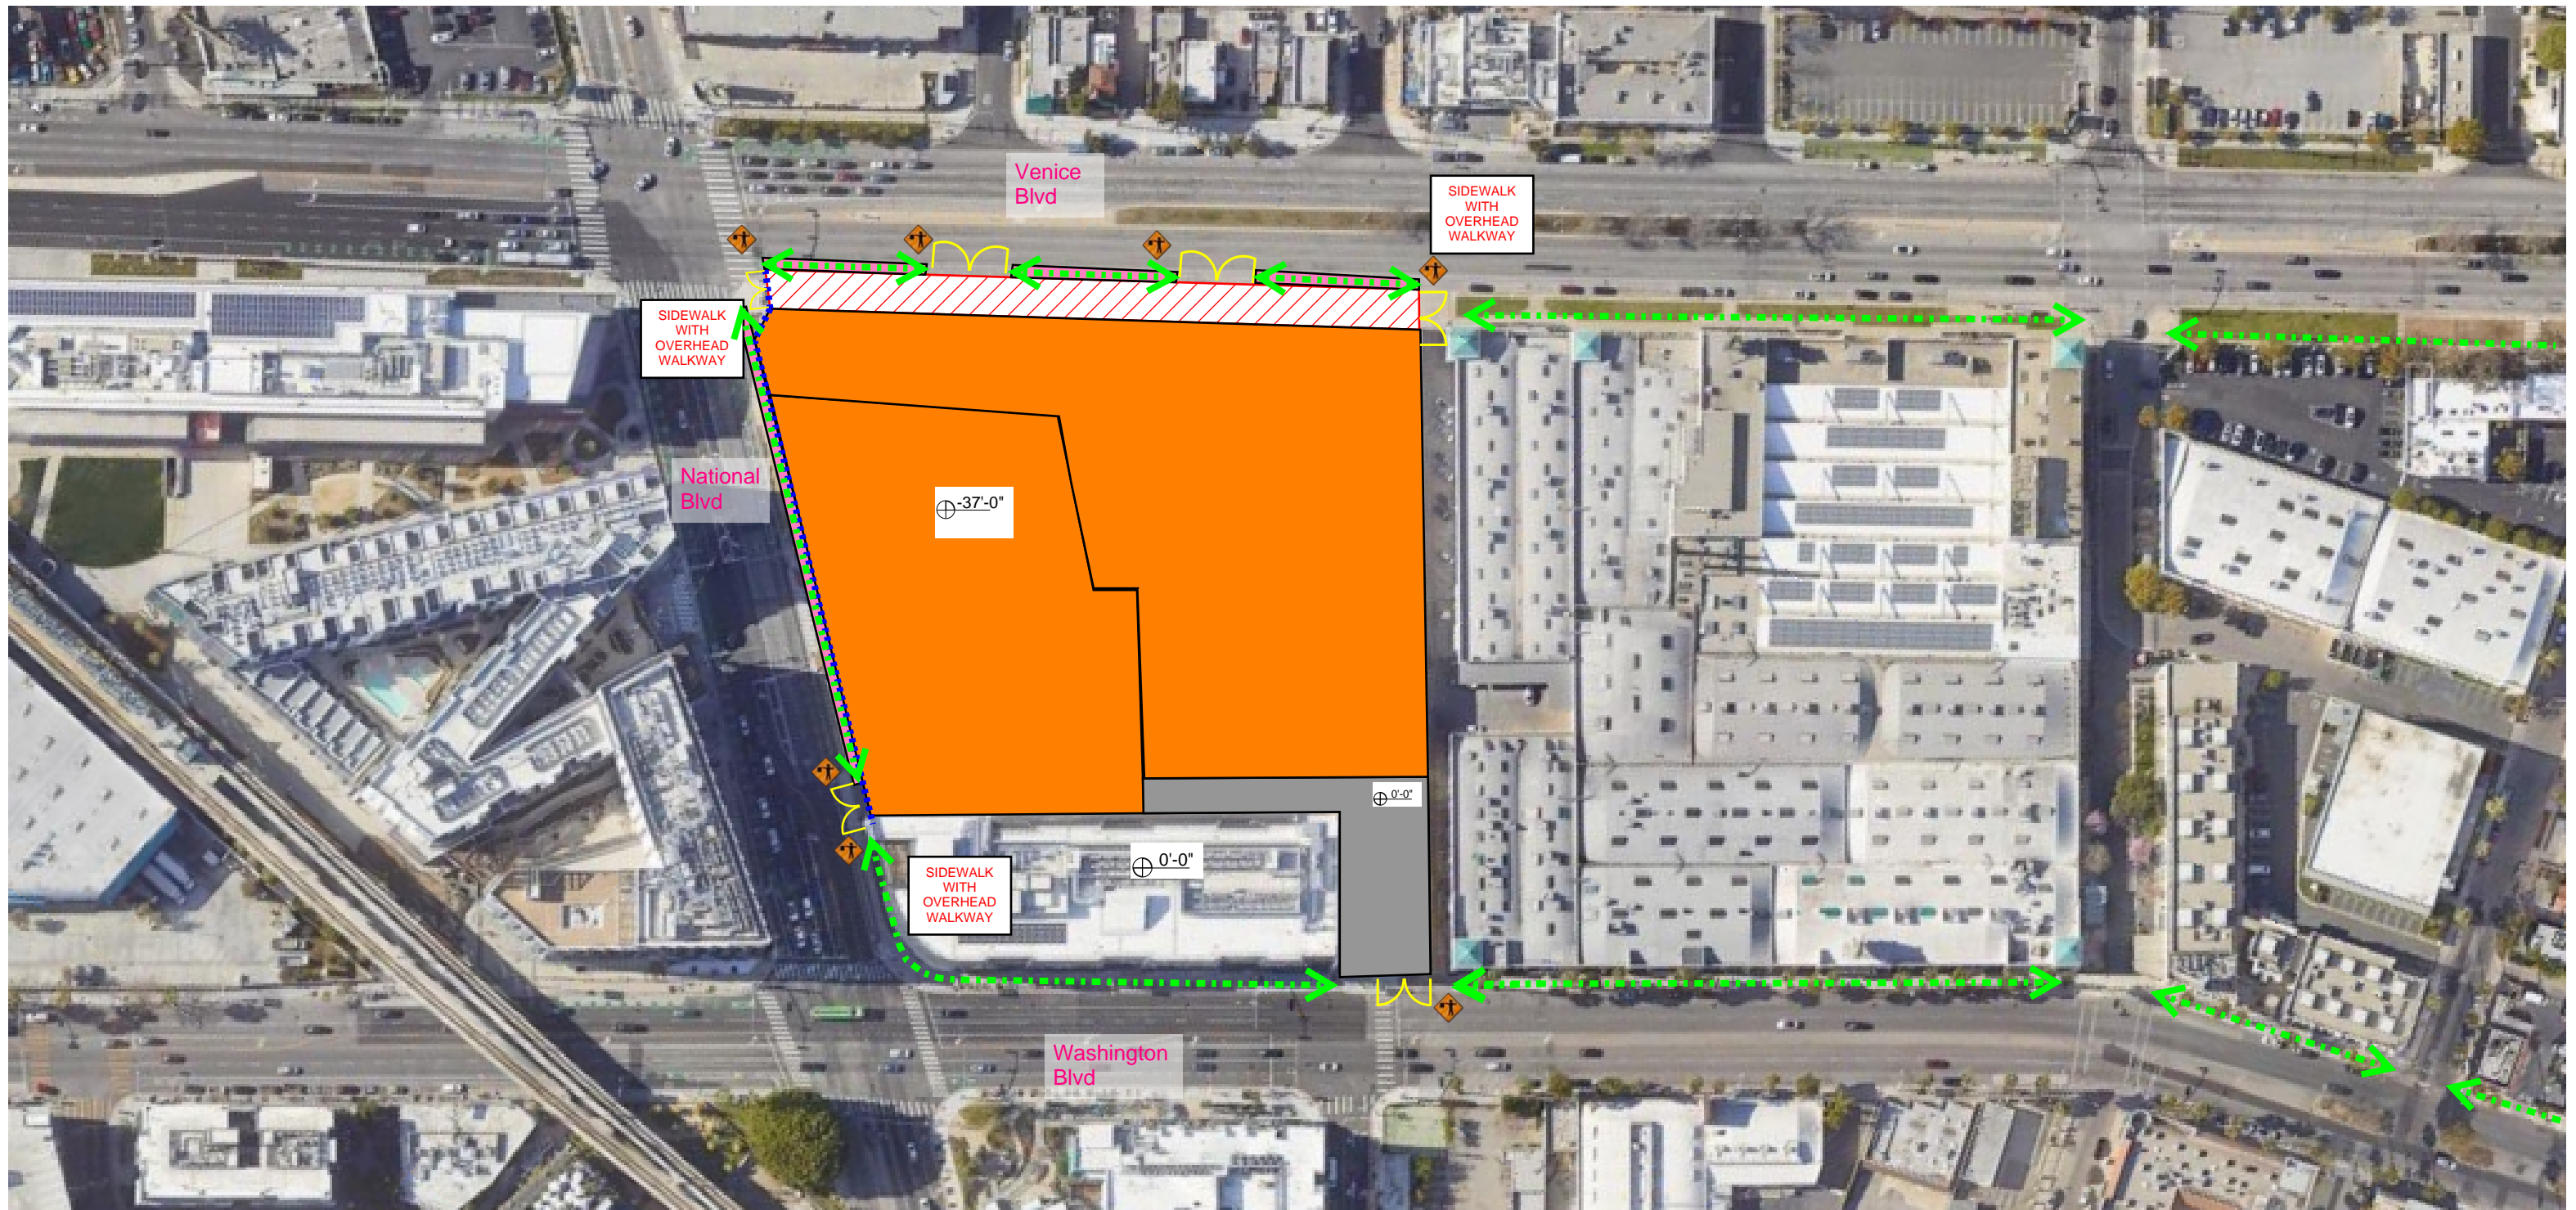 Venice
Blvd
SIDEWALK
WITH
OVERHEAD
WALKWAY
SIDEWALK
WITH
OVERHEAD
WALKWAY
National
Blvd
-37'-0"
0'-0"
0'-0"
SIDEWALK
WITH
OVERHEAD
WALKWAY
Washington
Blvd